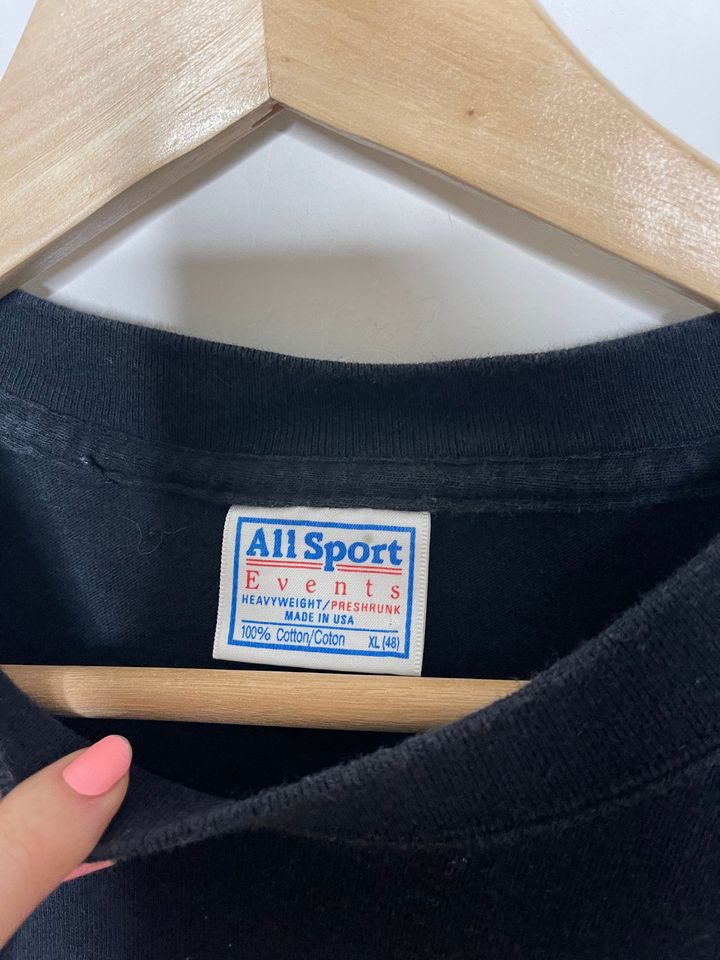 All Sport
Events
HEAVYWEIGHT/PRESHRUNK
MADE IN USA
100% Cotton/Coton XL (48)